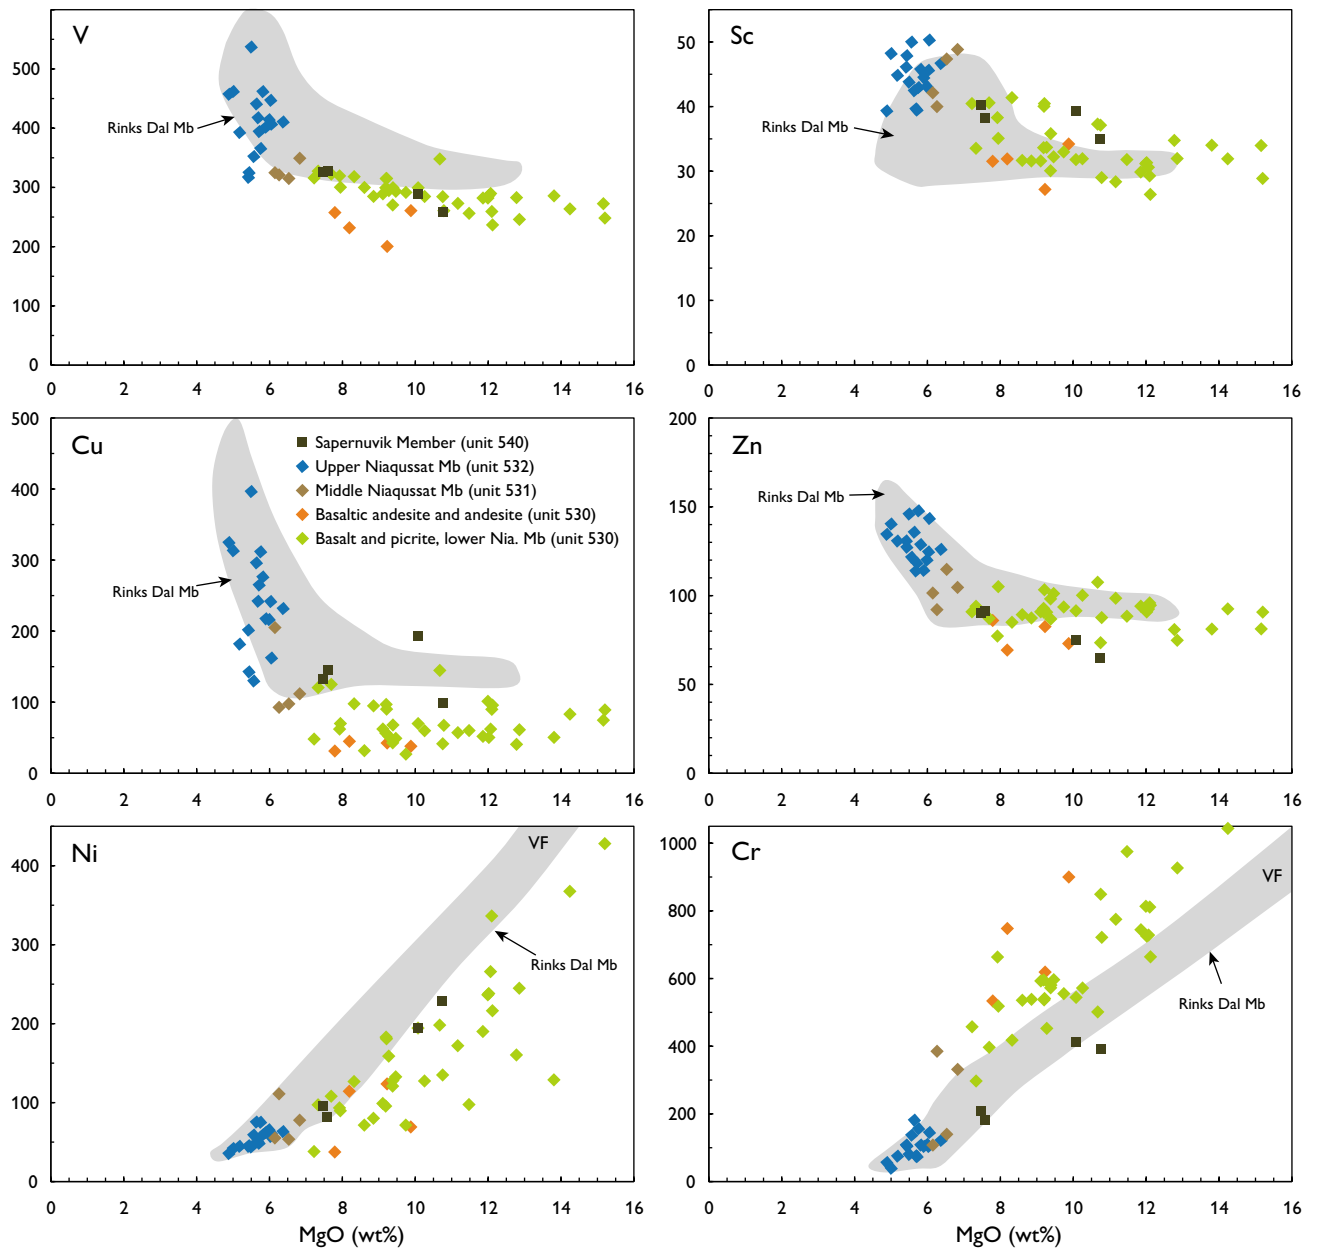 V
500
400
300
200
100
0
Rinks Dal Mb
0 2 4 6 8 10 12 14 16
Sc
50
40
30
20
10
0
Rinks Dal Mb
0 2 4 6 8 10 12 14 16
Cu
500
400
300
200
100
0
Rinks Dal Mb
Sapernuvik Member (unit 540)
Upper Niaqussat Mb (unit 532)
Middle Niaqussat Mb (unit 531)
Basaltic andesite and andesite (unit 530)
Basalt and picrite, lower Nia. Mb (unit 530)
0 2 4 6 8 10 12 14 16
Zn
200
150
100
50
0
Rinks Dal Mb
0 2 4 6 8 10 12 14 16
Ni
VF
400
300
200
100
0
Rinks Dal Mb
0 2 4 6 8 10 12 14 16
MgO (wt%)
Cr
1000
800
600
400
200
0
VF
Rinks Dal Mb
0 2 4 6 8 10 12 14 16
MgO (wt%)